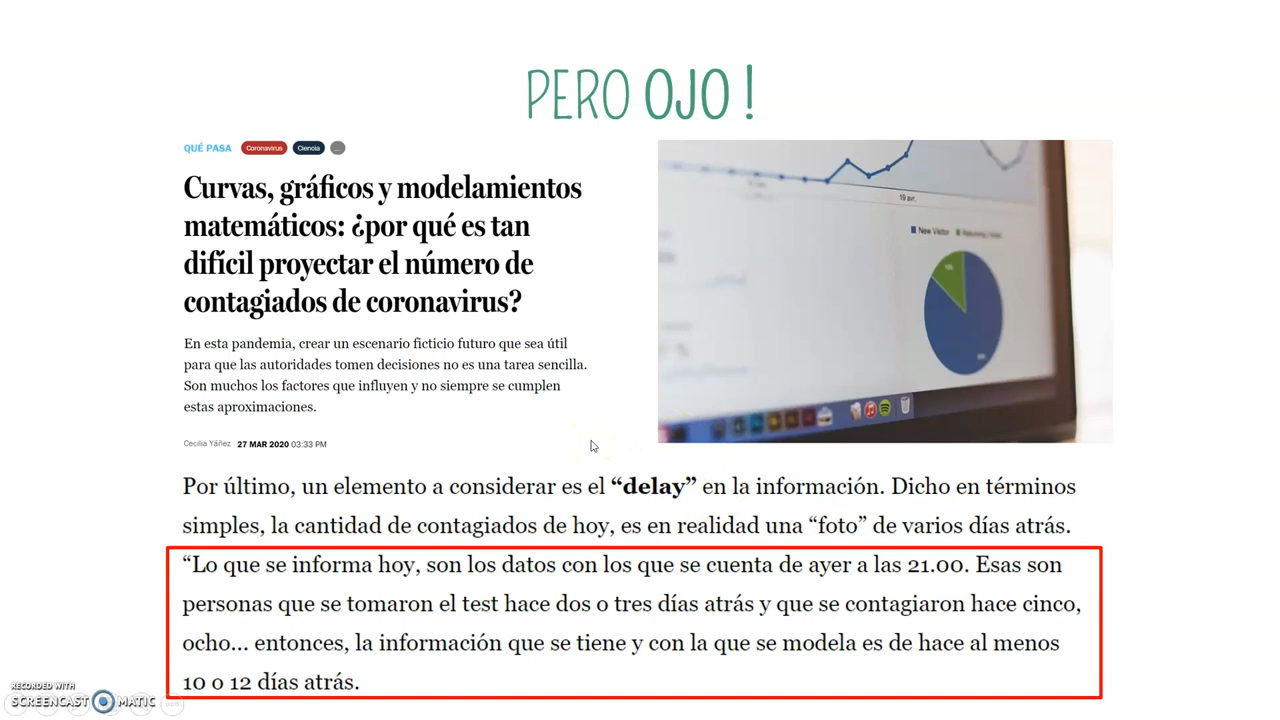 PERO OJO !
QUÉ PASA Coronavirus Ciencia ...
Curvas, gráficos y modelamientos
matemáticos: ¿por qué es tan
difícil proyectar el número de
contagiados de coronavirus?
En esta pandemia, crear un escenario ficticio futuro que sea útil
para que las autoridades tomen decisiones no es una tarea sencilla.
Son muchos los factores que influyen y no siempre se cumplen
estas aproximaciones.
Cecilia Yáñez 27 MAR 2020 03:33 PM
19 avr.
New Visitor
Por último, un elemento a considerar es el “delay” en la información. Dicho en términos
simples, la cantidad de contagiados de hoy, es en realidad una “foto” de varios días atrás.
“Lo que se informa hoy, son los datos con los que se cuenta de ayer a las 21.00. Esas son
personas que se tomaron el test hace dos o tres días atrás y que se contagiaron hace cinco,
ocho... entonces, la información que se tiene y con la que se modela es de hace al menos
10 o 12 días atrás.
RECORDED WITH
SCREENCAST MATIC